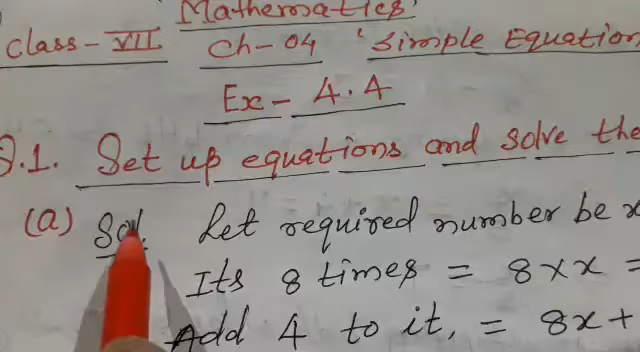 Mathematics
Class-VII Ch-04 'Simple Equation
Ex-4.4
Q.1. Set up equations and solve the
(a) Sol. Let required number be x
Its 8 times = 8×x =
Add 4 to it, = 8x+